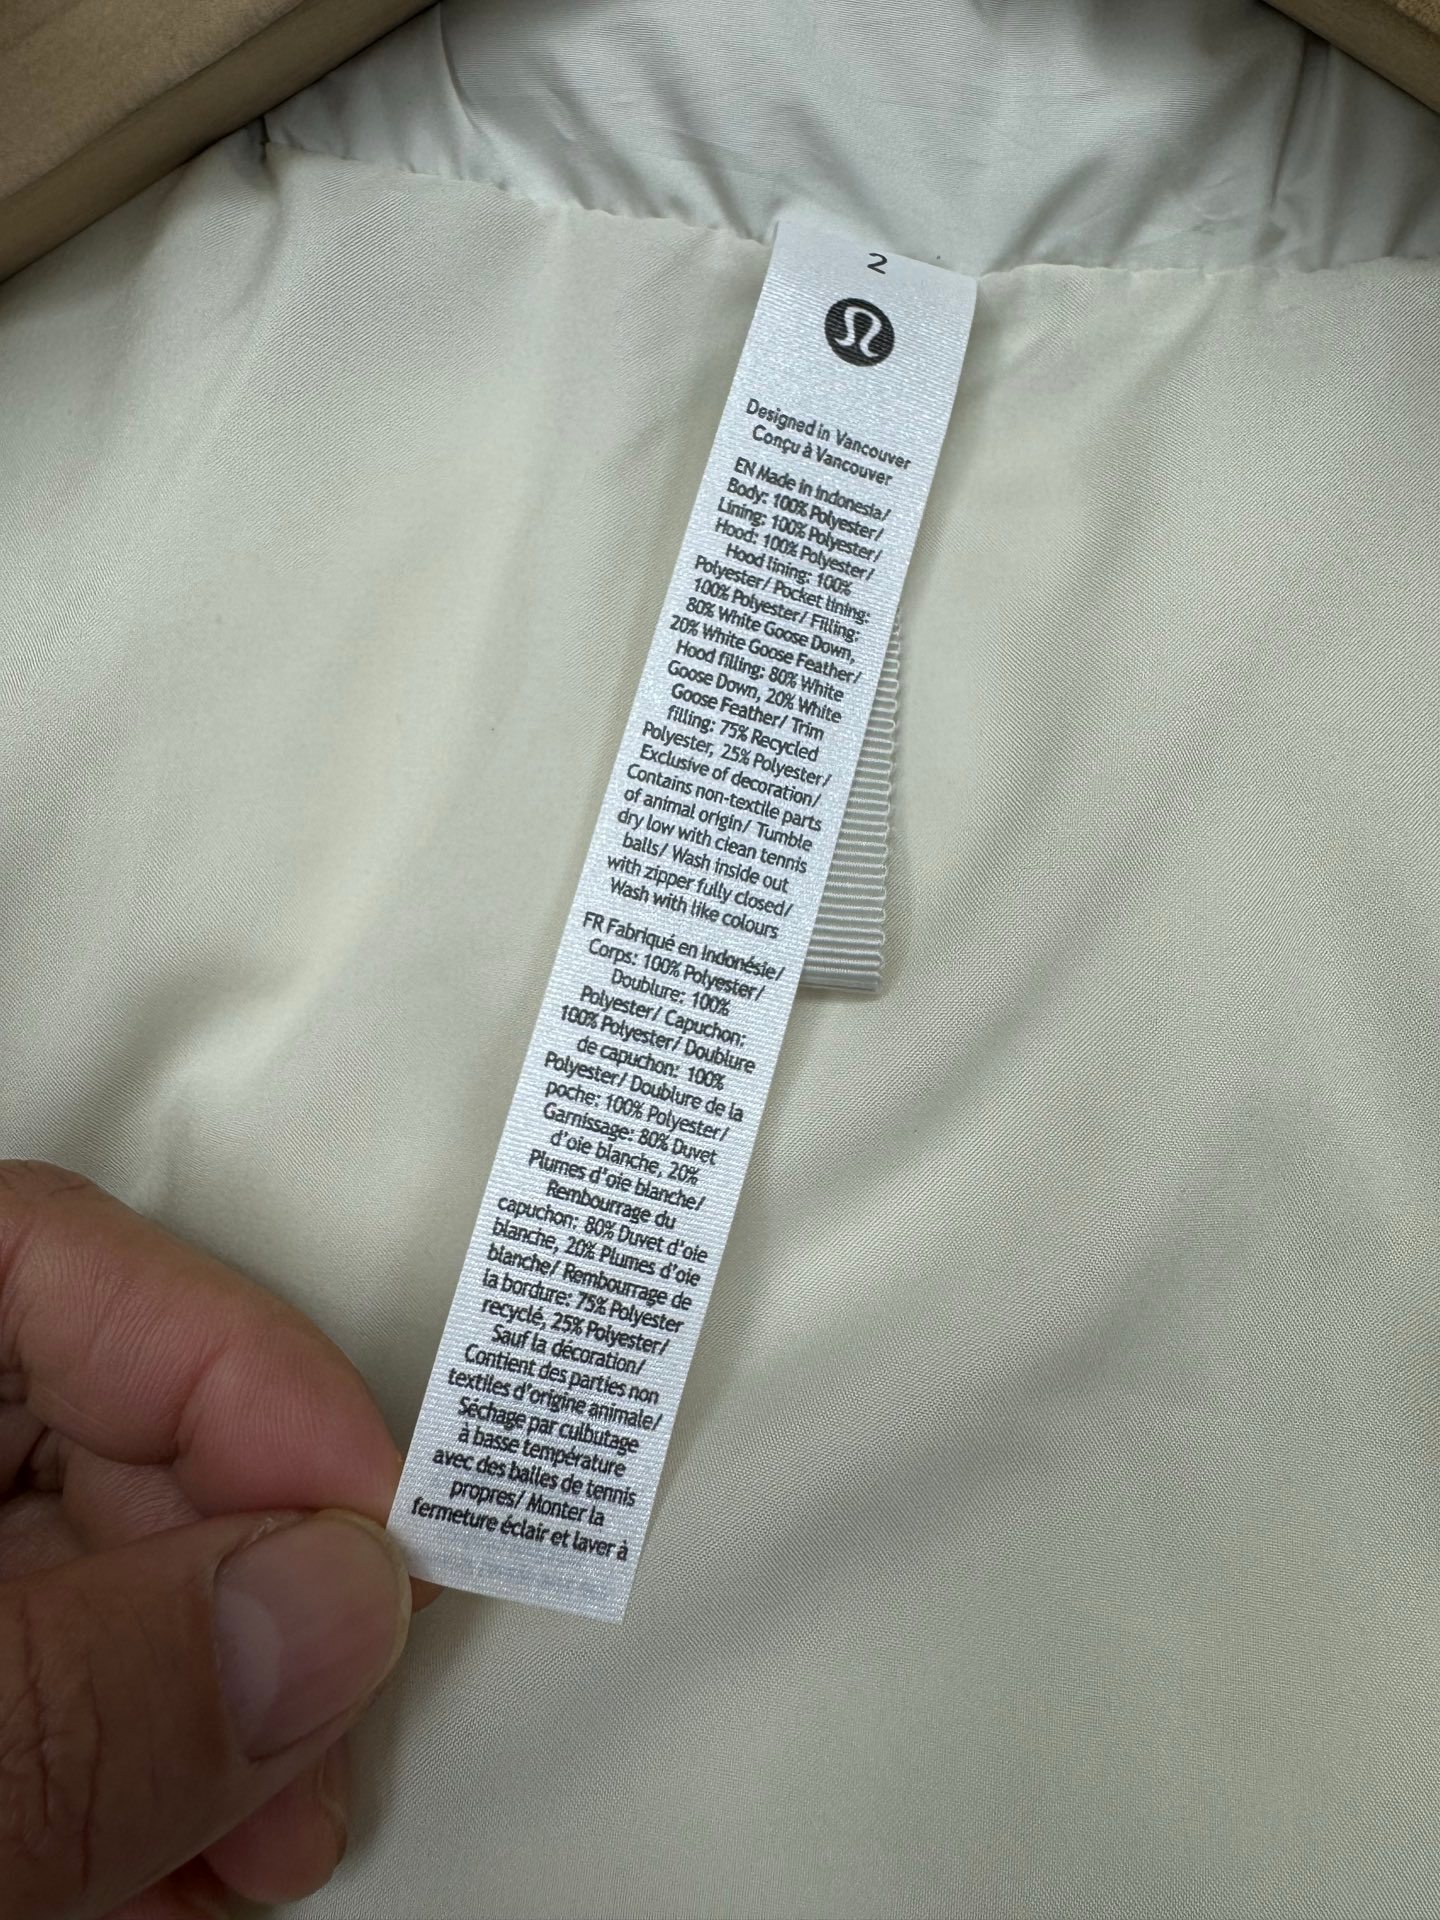 2
Designed in Vancouver
Conçu à Vancouver
EN Made in Indonesia/
Body: 100% Polyester/
Lining: 100% Polyester/
Hood: 100% Polyester/
Hood lining: 100%
Polyester/ Pocket lining:
100% Polyester/ Filling:
80% White Goose Down,
20% White Goose Feather/
Hood filling: 80% White
Goose Down, 20% White
Goose Feather/ Trim
filling: 75% Recycled
Polyester, 25% Polyester/
Exclusive of decoration/
Contains non-textile parts
of animal origin/ Tumble
dry low with clean tennis
balls/ Wash inside out
with zipper fully closed/
Wash with like colours
FR Fabriqué en Indonésie/
Corps: 100% Polyester/
Doublure: 100%
Polyester/ Capuchon:
100% Polyester/ Doublure
de capuchon: 100%
Polyester/ Doublure de la
poche: 100% Polyester/
Garnissage: 80% Duvet
d'oie blanche, 20%
Plumes d'oie blanche/
Rembourrage du
capuchon: 80% Duvet d'oie
blanche, 20% Plumes d'oie
blanche/ Rembourrage de
la bordure: 75% Polyester
recyclé, 25% Polyester/
Sauf la décoration/
Contient des parties non
textiles d'origine animale/
Séchage par culbutage
à basse température
avec des balles de tennis
propres/ Monter la
fermeture éclair et laver à